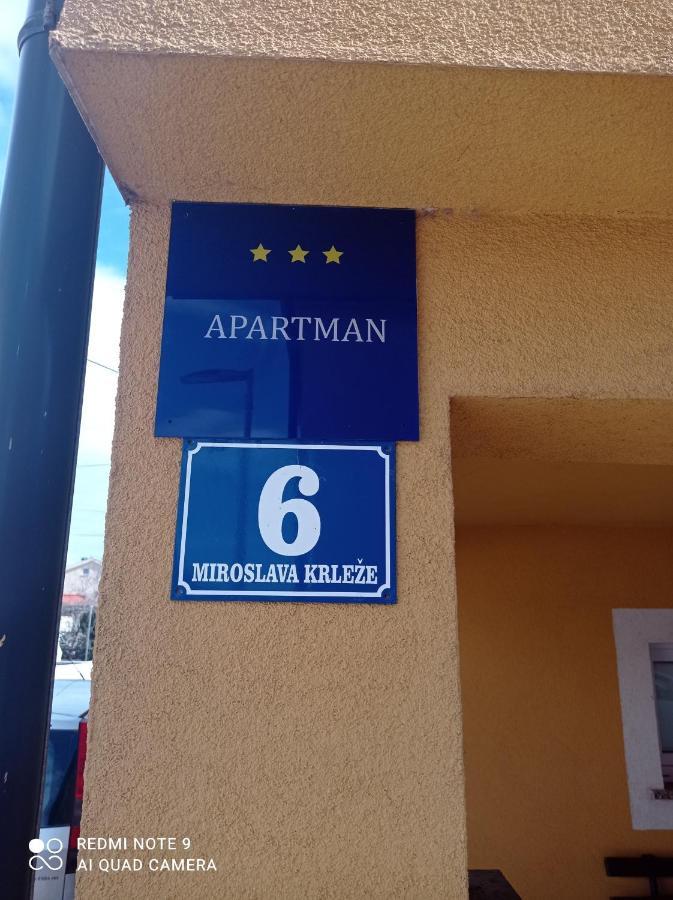 APARTMAN
6
MIROSLAVA KRLEŽE
REDMI NOTE 9
AI QUAD CAMERA